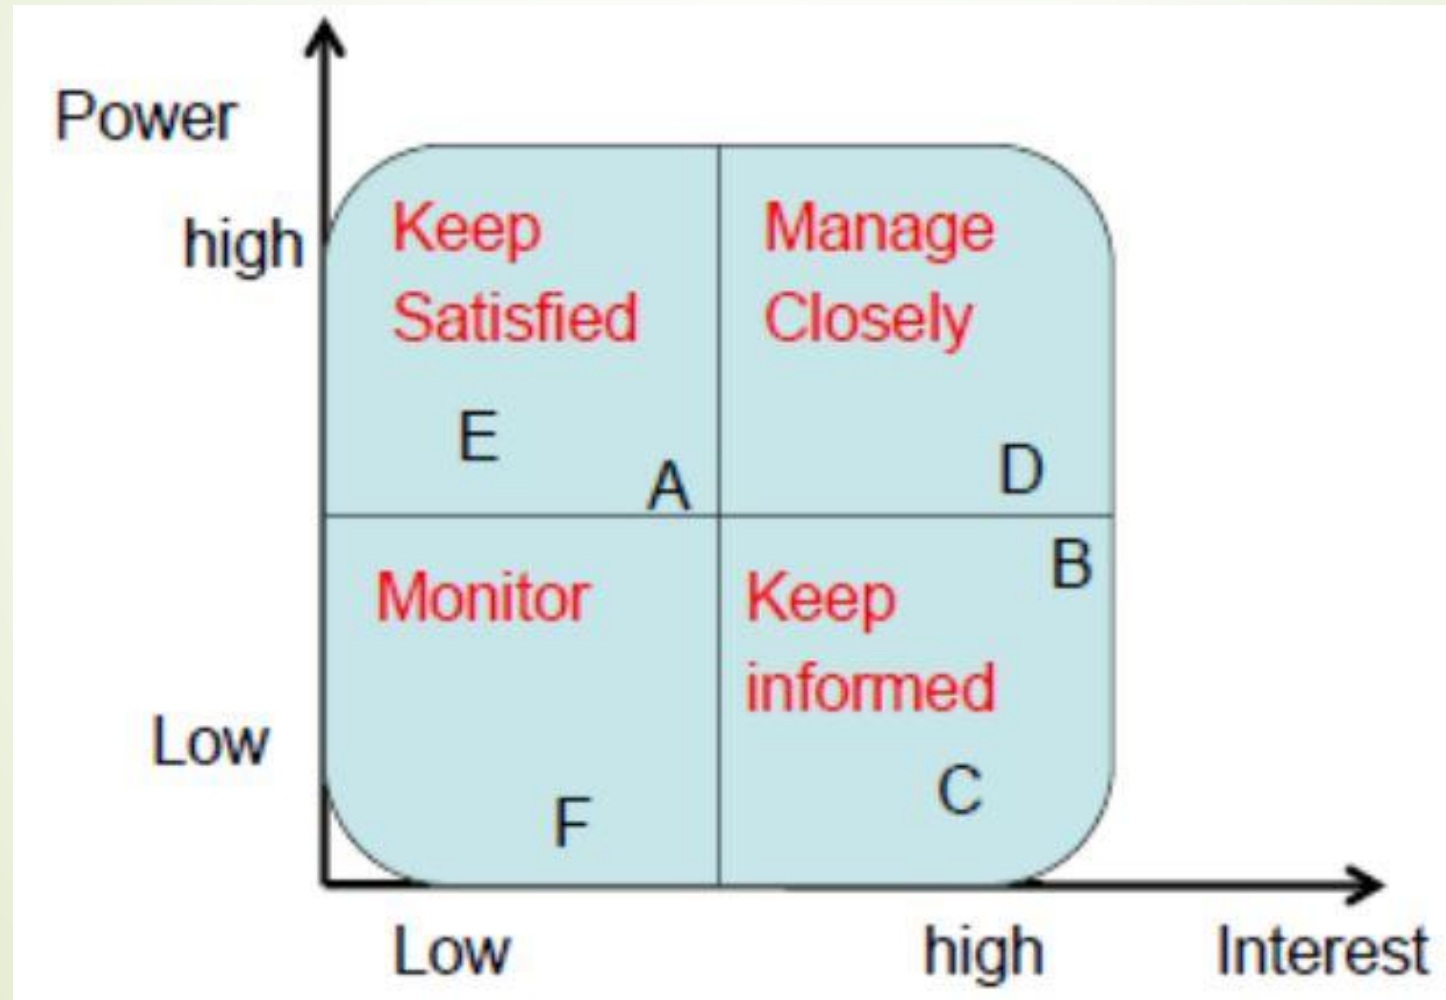 Power
high
Keep
Satisfied
Manage
Closely
E
A
D
B
Monitor
Keep
informed
Low
C
F
Low
high
Interest